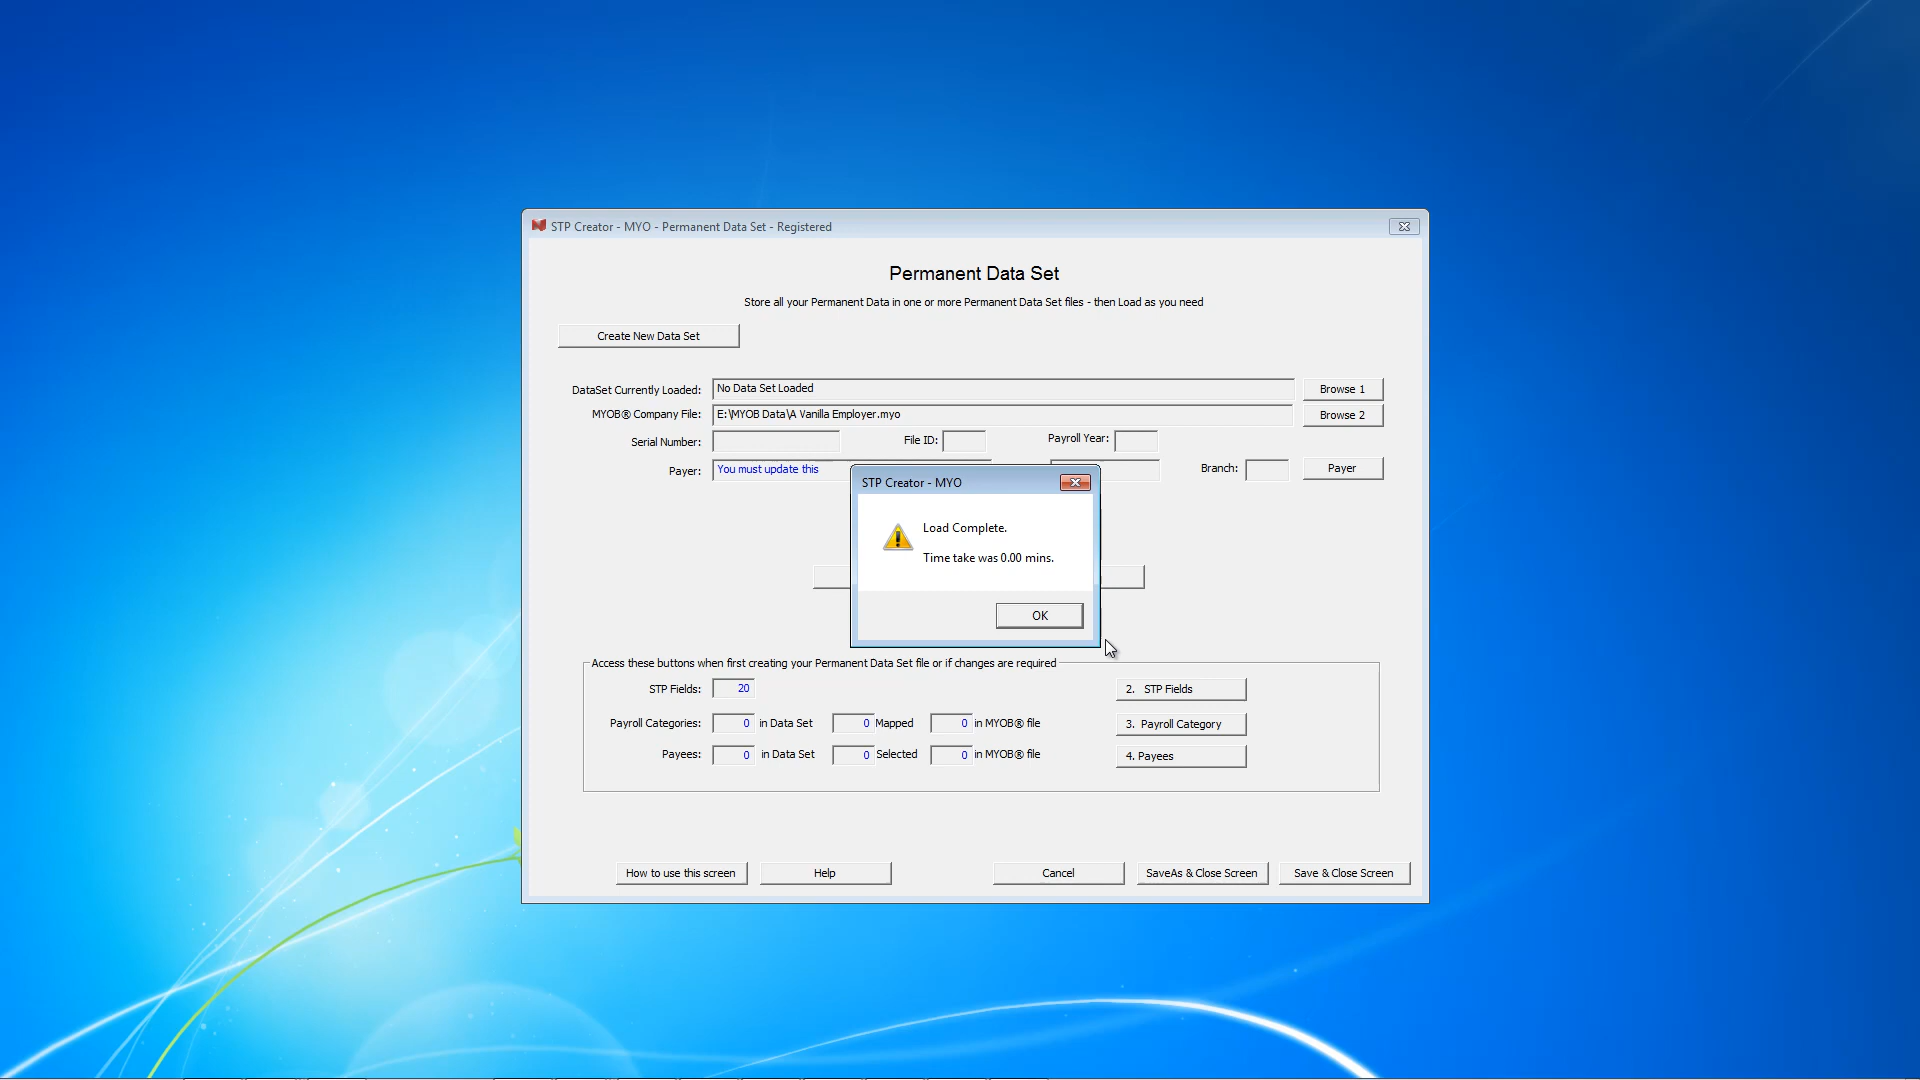 STP Creator - MYO - Permanent Data Set - Registered
Permanent Data Set
Store all your Permanent Data in one or more Permanent Data Set files - then Load as you need
Create New Data Set
DataSet Currently Loaded: No Data Set Loaded Browse 1
MYOB® Company File: E:\MYOB Data\A Vanilla Employer.myo Browse 2
Serial Number: File ID: Payroll Year:
Payer: You must update this Branch: Payer
STP Creator - MYO
Load Complete.
Time take was 0.00 mins.
OK
Access these buttons when first creating your Permanent Data Set file or if changes are required
STP Fields: 20 2. STP Fields
Payroll Categories: 0 in Data Set 0 Mapped 0 in MYOB® file 3. Payroll Category
Payees: 0 in Data Set 0 Selected 0 in MYOB® file 4. Payees
How to use this screen Help Cancel SaveAs & Close Screen Save & Close Screen